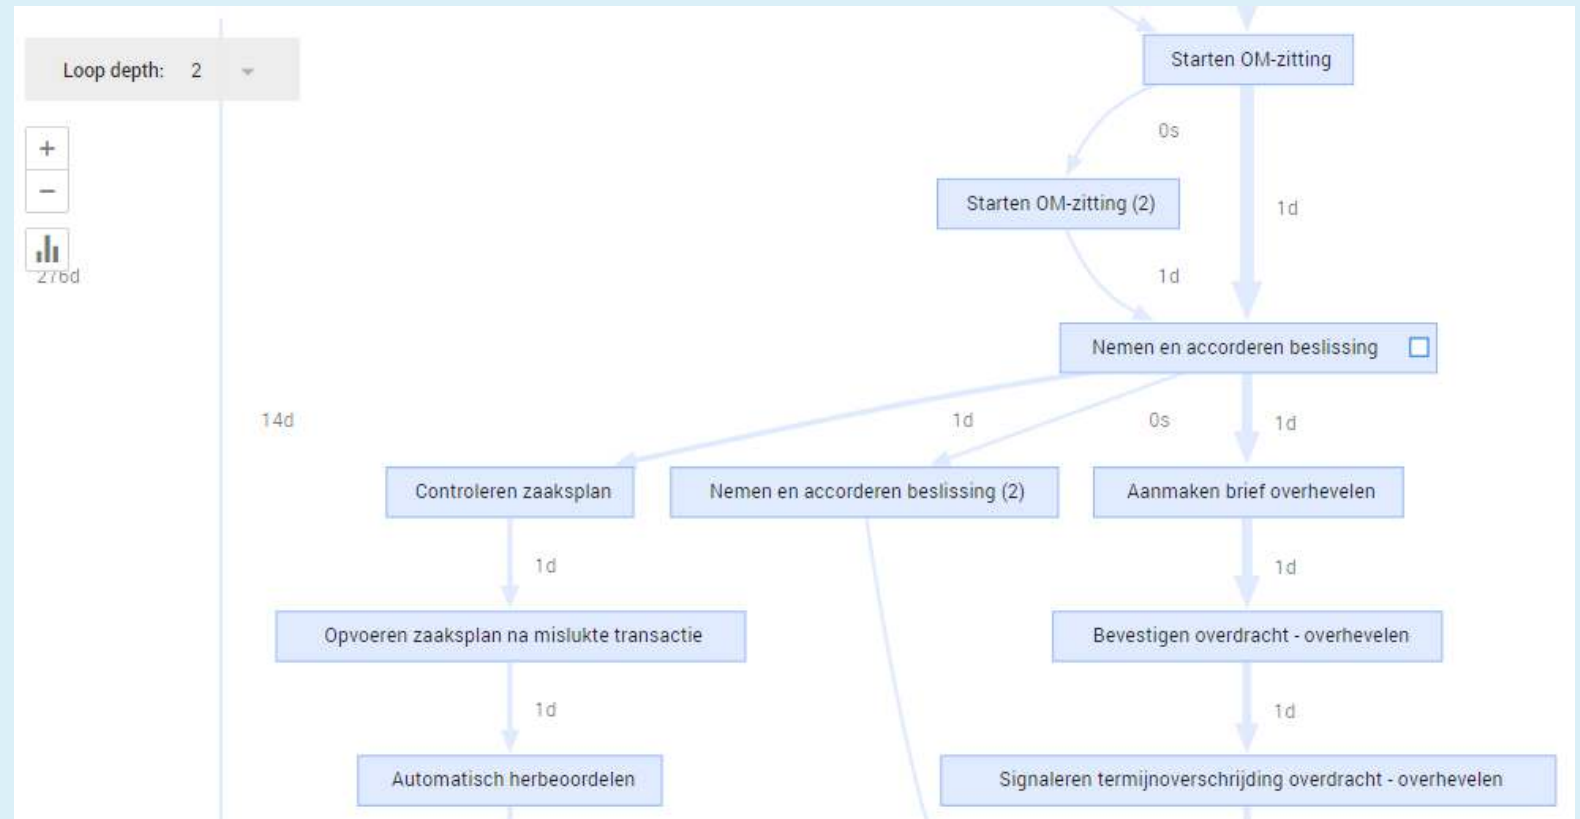 Starten OM-zitting
Loop depth: 2
0s
+
−
Starten OM-zitting (2)
1d
276d
1d
Nemen en accorderen beslissing
14d
1d
0s
1d
Controleren zaaksplan
Nemen en accorderen beslissing (2)
Aanmaken brief overhevelen
1d
1d
Opvoeren zaaksplan na mislukte transactie
Bevestigen overdracht - overhevelen
1d
1d
Automatisch herbeoordelen
Signaleren termijnoverschrijding overdracht - overhevelen